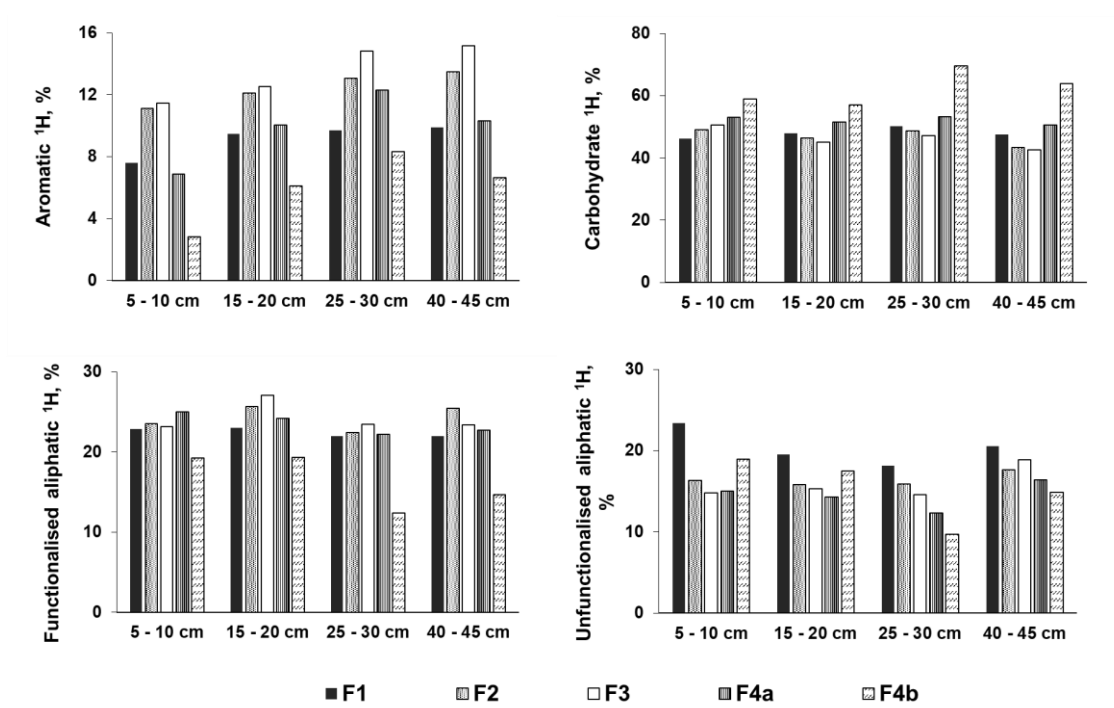 Aromatic ¹H, %
16
12
8
4
0
5 - 10 cm 15 - 20 cm 25 - 30 cm 40 - 45 cm
Carbohydrate ¹H, %
80
60
40
20
0
5 - 10 cm 15 - 20 cm 25 - 30 cm 40 - 45 cm
Functionalised aliphatic ¹H, %
30
20
10
0
5 - 10 cm 15 - 20 cm 25 - 30 cm 40 - 45 cm
Unfunctionalised aliphatic ¹H,
%
30
20
10
0
5 - 10 cm 15 - 20 cm 25 - 30 cm 40 - 45 cm
F1 F2 F3 F4a F4b